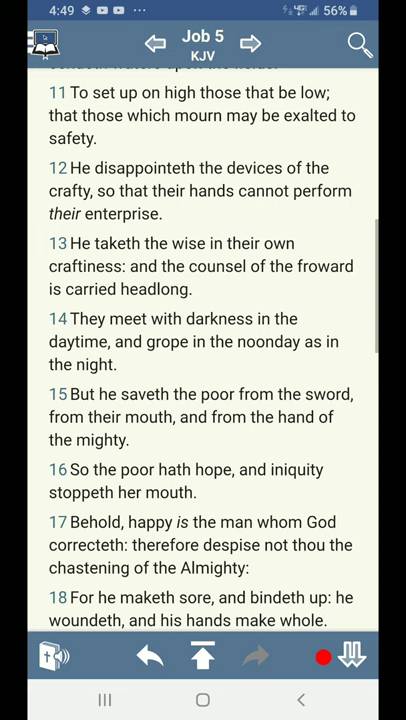 4:49
56%
Job 5
KJV
11 To set up on high those that be low;
that those which mourn may be exalted to
safety.
12 He disappointeth the devices of the
crafty, so that their hands cannot perform
their enterprise.
13 He taketh the wise in their own
craftiness: and the counsel of the froward
is carried headlong.
14 They meet with darkness in the
daytime, and grope in the noonday as in
the night.
15 But he saveth the poor from the sword,
from their mouth, and from the hand of
the mighty.
16 So the poor hath hope, and iniquity
stoppeth her mouth.
17 Behold, happy is the man whom God
correcteth: therefore despise not thou the
chastening of the Almighty:
18 For he maketh sore, and bindeth up: he
woundeth, and his hands make whole.